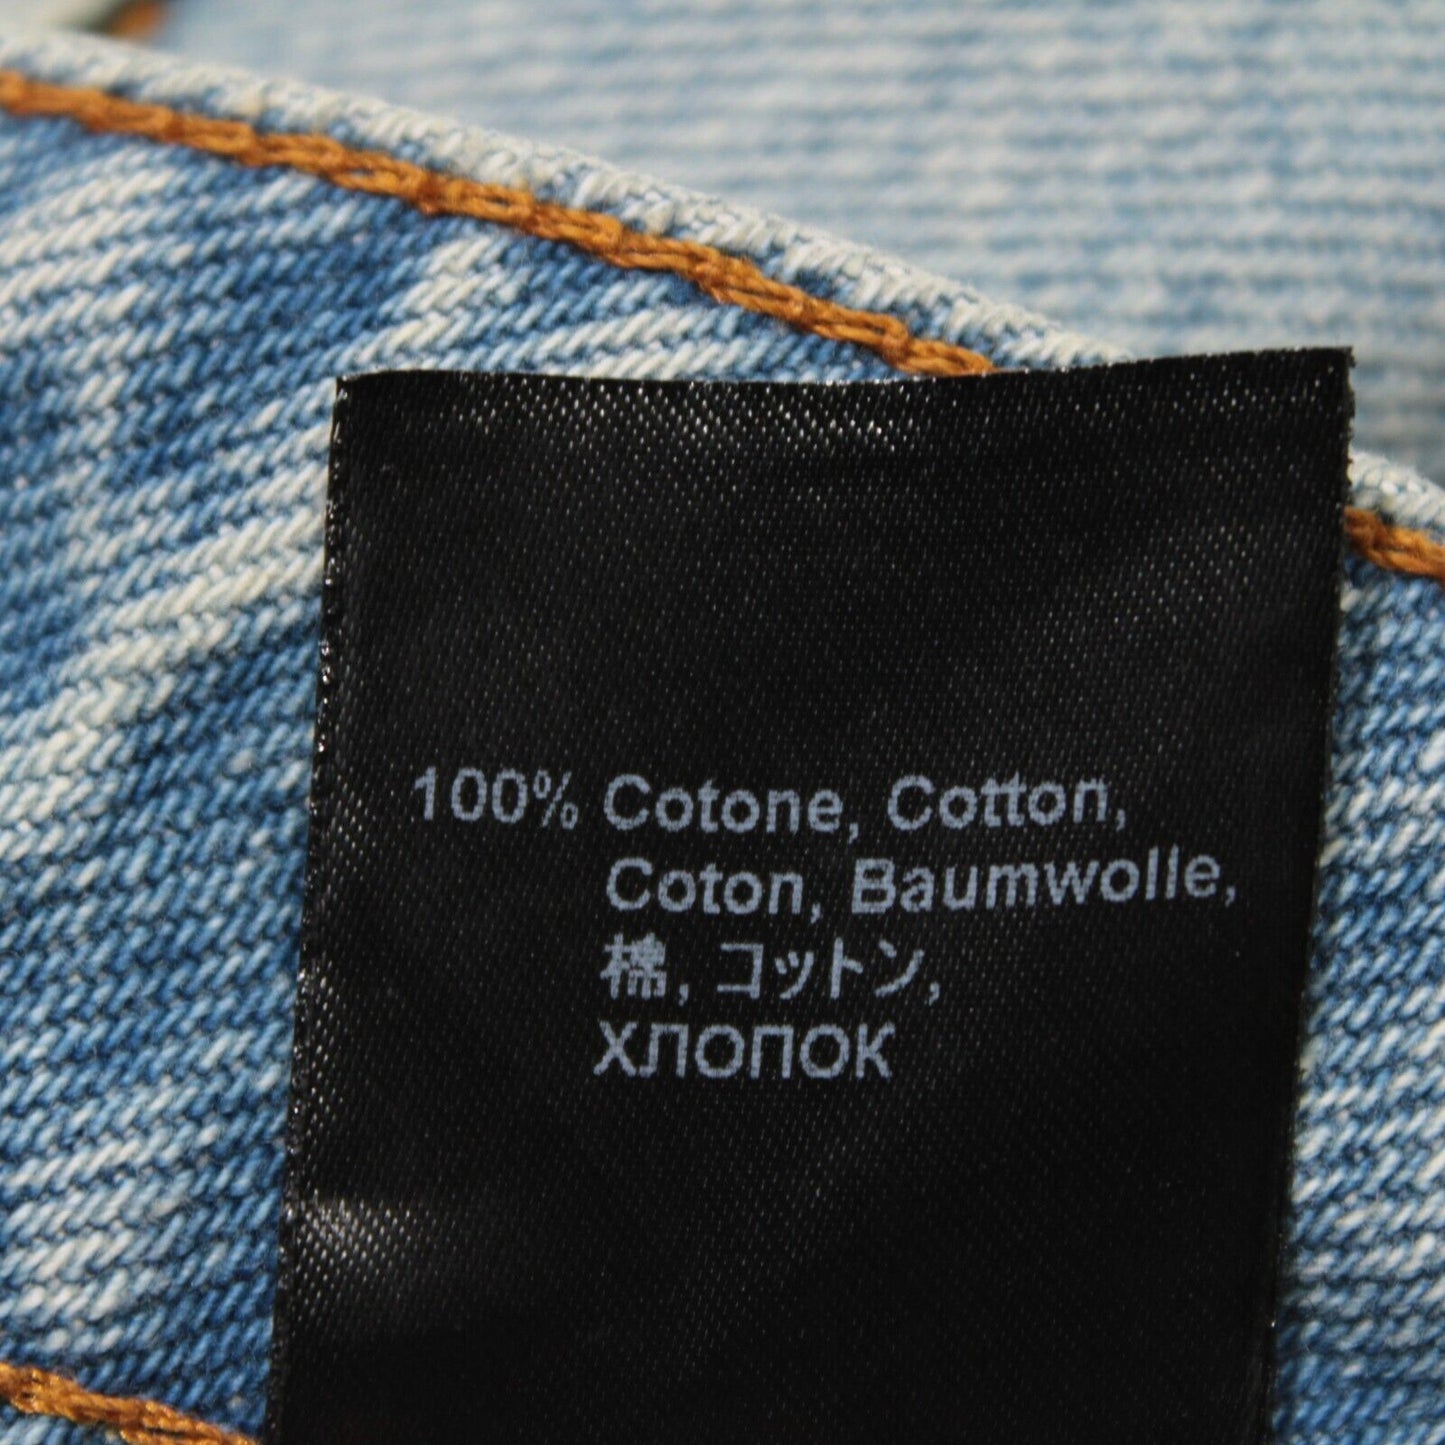 100% Cotone, Cotton,
Coton, Baumwolle,
棉, コットン,
ХЛОПОК